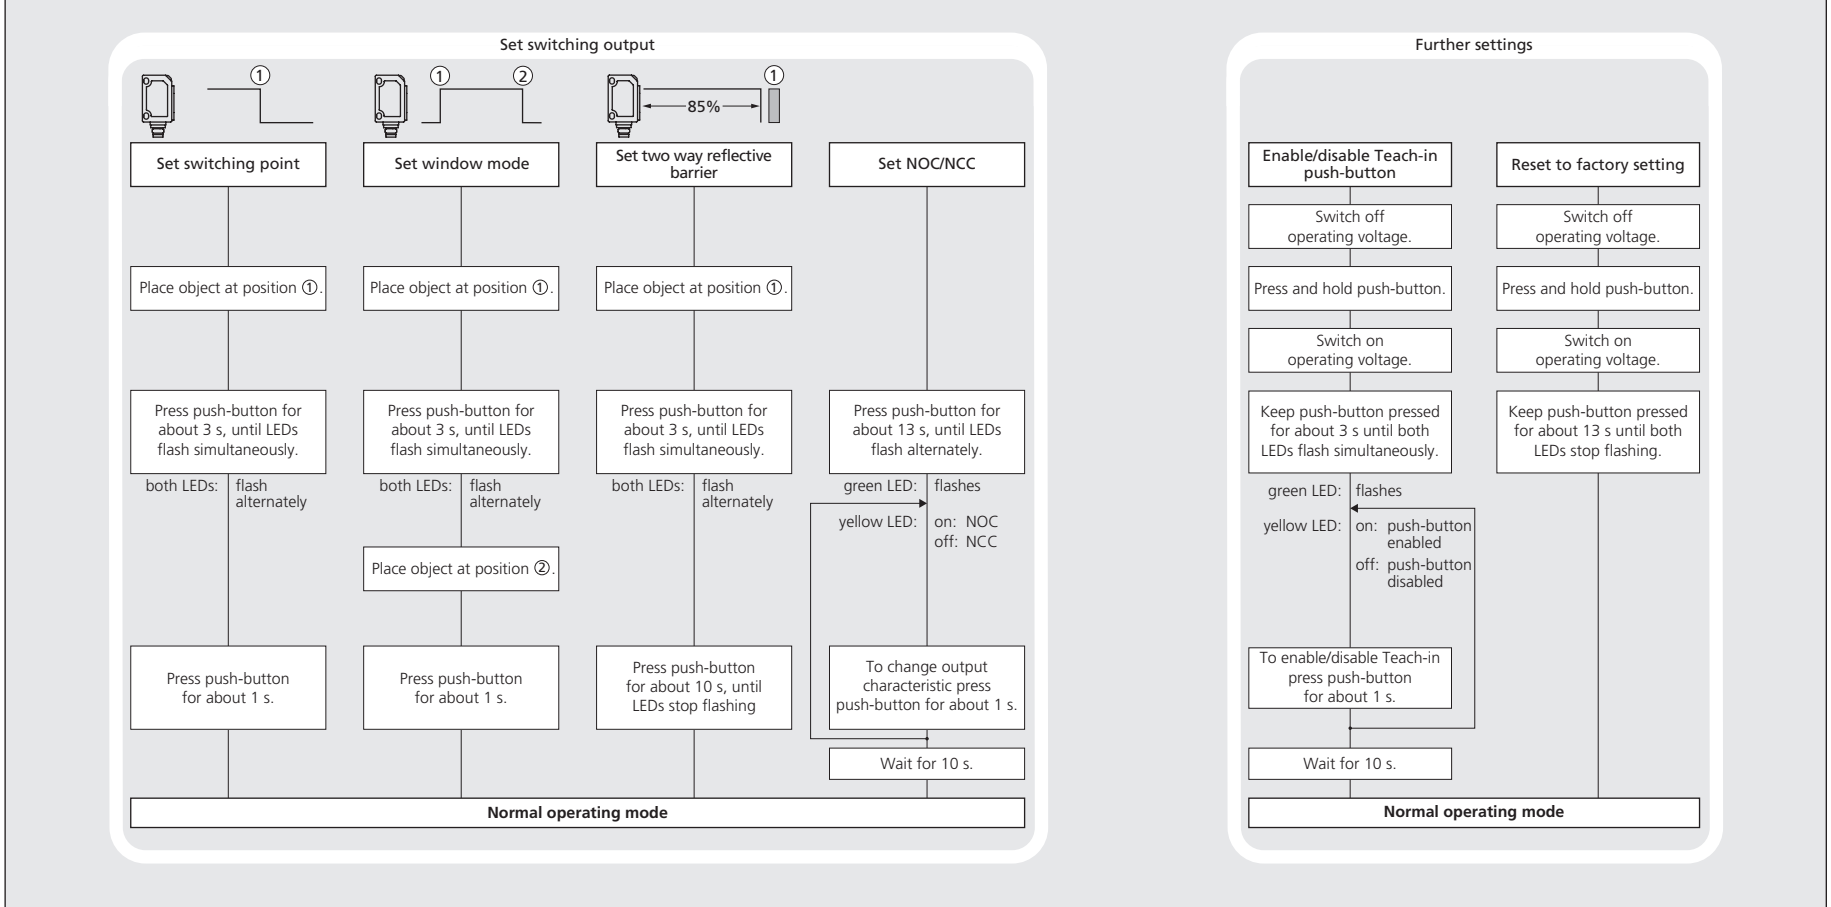 Set switching output
①
① ②
85%
①
Set switching point
Place object at position ①.
Press push-button for
about 3 s, until LEDs
flash simultaneously.
both LEDs: flash
alternately
Press push-button
for about 1 s.
Set window mode
Place object at position ①.
Press push-button for
about 3 s, until LEDs
flash simultaneously.
both LEDs: flash
alternately
Place object at position ②.
Press push-button
for about 1 s.
Set two way reflective
barrier
Place object at position ①.
Press push-button for
about 3 s, until LEDs
flash simultaneously.
both LEDs: flash
alternately
Press push-button
for about 10 s, until
LEDs stop flashing
Set NOC/NCC
Press push-button for
about 13 s, until LEDs
flash alternately.
green LED: flashes
yellow LED: on: NOC
off: NCC
To change output
characteristic press
push-button for about 1 s.
Wait for 10 s.
Normal operating mode
Further settings
Enable/disable Teach-in
push-button
Switch off
operating voltage.
Press and hold push-button.
Switch on
operating voltage.
Keep push-button pressed
for about 3 s until both
LEDs flash simultaneously.
green LED: flashes
yellow LED: on: push-button
enabled
off: push-button
disabled
To enable/disable Teach-in
press push-button
for about 1 s.
Wait for 10 s.
Reset to factory setting
Switch off
operating voltage.
Press and hold push-button.
Switch on
operating voltage.
Keep push-button pressed
for about 13 s until both
LEDs stop flashing.
Normal operating mode